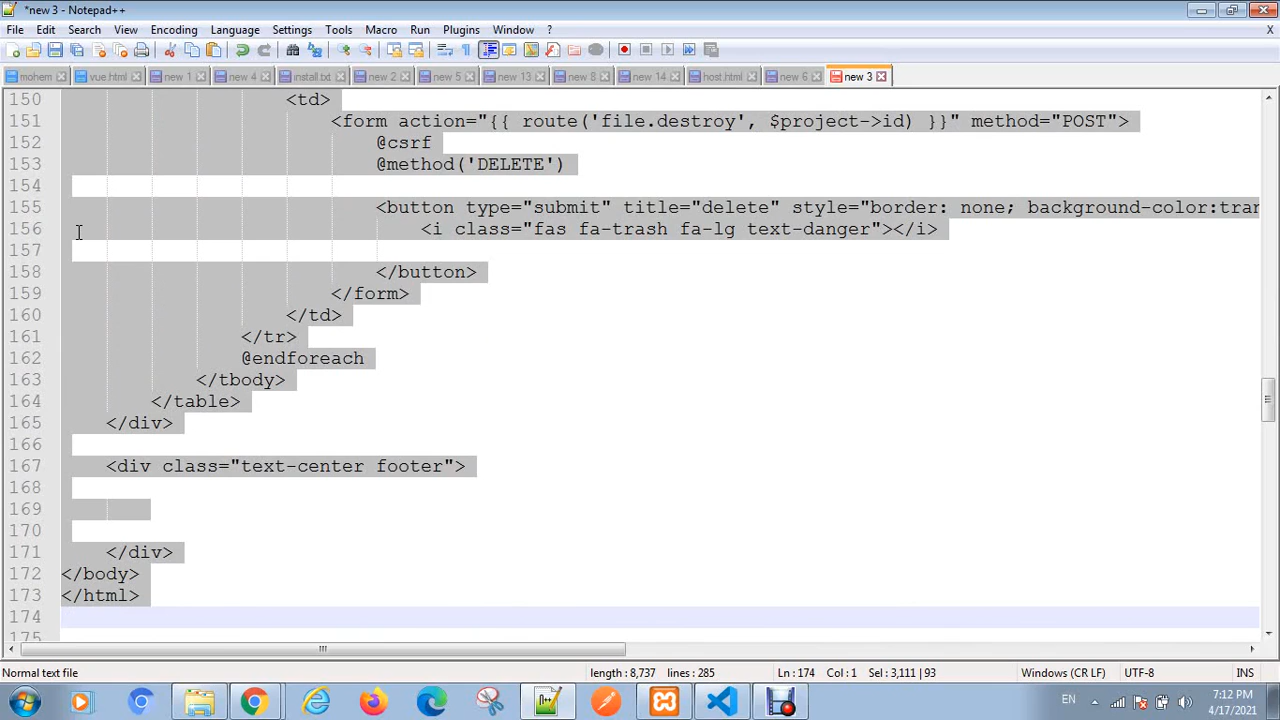 *new 3 - Notepad++
File Edit Search View Encoding Language Settings Tools Macro Run Plugins Window ? X
mohem vue.html new 1 new 4 install.txt new 2 new 5 new 13 new 8 new 14 host.html new 6 new 3
150 <td>
151 <form action="{{ route('file.destroy', $project->id) }}" method="POST">
152 @csrf
153 @method('DELETE')
154
155 <button type="submit" title="delete" style="border: none; background-color:tran
156 <i class="fas fa-trash fa-lg text-danger"></i>
157
158 </button>
159 </form>
160 </td>
161 </tr>
162 @endforeach
163 </tbody>
164 </table>
165 </div>
166
167 <div class="text-center footer">
168
169
170
171 </div>
172 </body>
173 </html>
174
175
Normal text file length : 8,737 lines : 285 Ln : 174 Col : 1 Sel : 3,111 | 93 Windows (CR LF) UTF-8 INS
EN 7:12 PM
4/17/2021